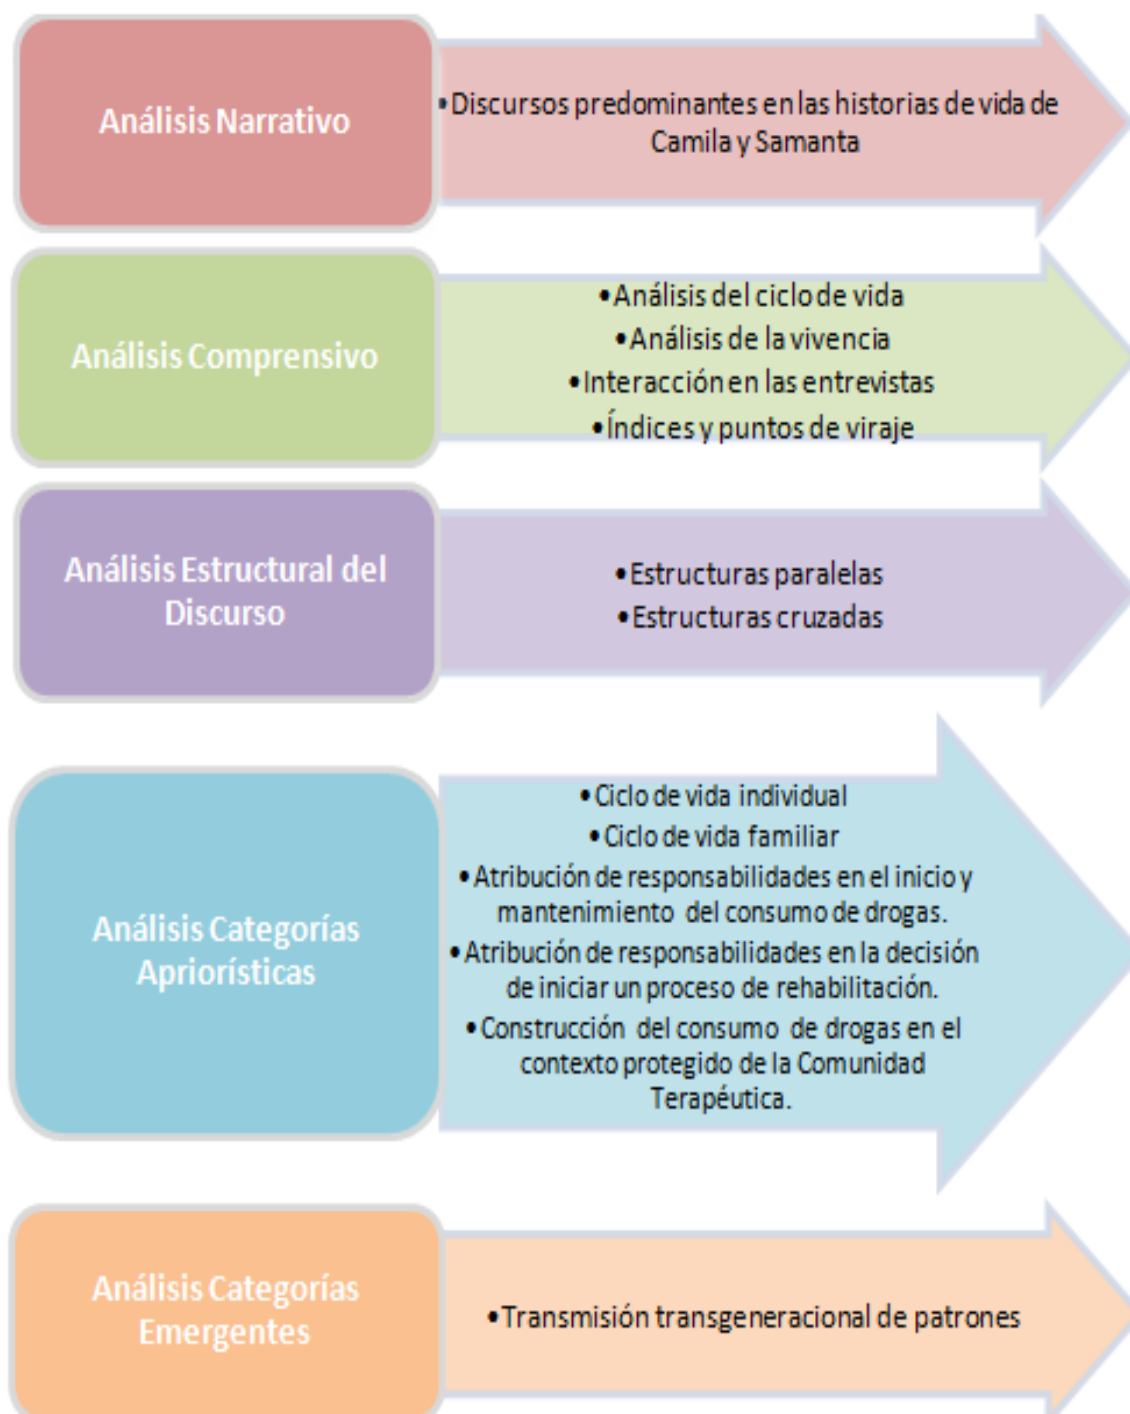 Análisis Narrativo
•Discursos predominantes en las historias de vida de
Camila y Samanta
Análisis Comprensivo
•Análisis del ciclo de vida
•Análisis de la vivencia
•Interacción en las entrevistas
•Índices y puntos de viraje
Análisis Estructural del
Discurso
•Estructuras paralelas
•Estructuras cruzadas
Análisis Categorías
Apriorísticas
•Ciclo de vida individual
•Ciclo de vida familiar
•Atribución de responsabilidades en el inicio y
mantenimiento del consumo de drogas.
•Atribución de responsabilidades en la decisión
de iniciar un proceso de rehabilitación.
•Construcción del consumo de drogas en el
contexto protegido de la Comunidad
Terapéutica.
Análisis Categorías
Emergentes
•Transmisión transgeneracional de patrones